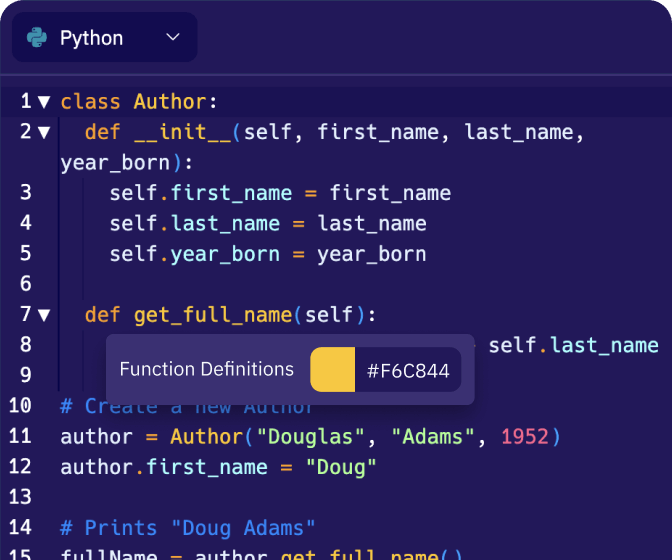 Python
1 class Author:
2 def __init__(self, first_name, last_name,
year_born):
3 self.first_name = first_name
4 self.last_name = last_name
5 self.year_born = year_born
6
7 def get_full_name(self):
8 self.last_name
Function Definitions #F6C844
9
10 # Create a new Author
11 author = Author("Douglas", "Adams", 1952)
12 author.first_name = "Doug"
13
14 # Prints "Doug Adams"
15 fullName = author.get_full_name()